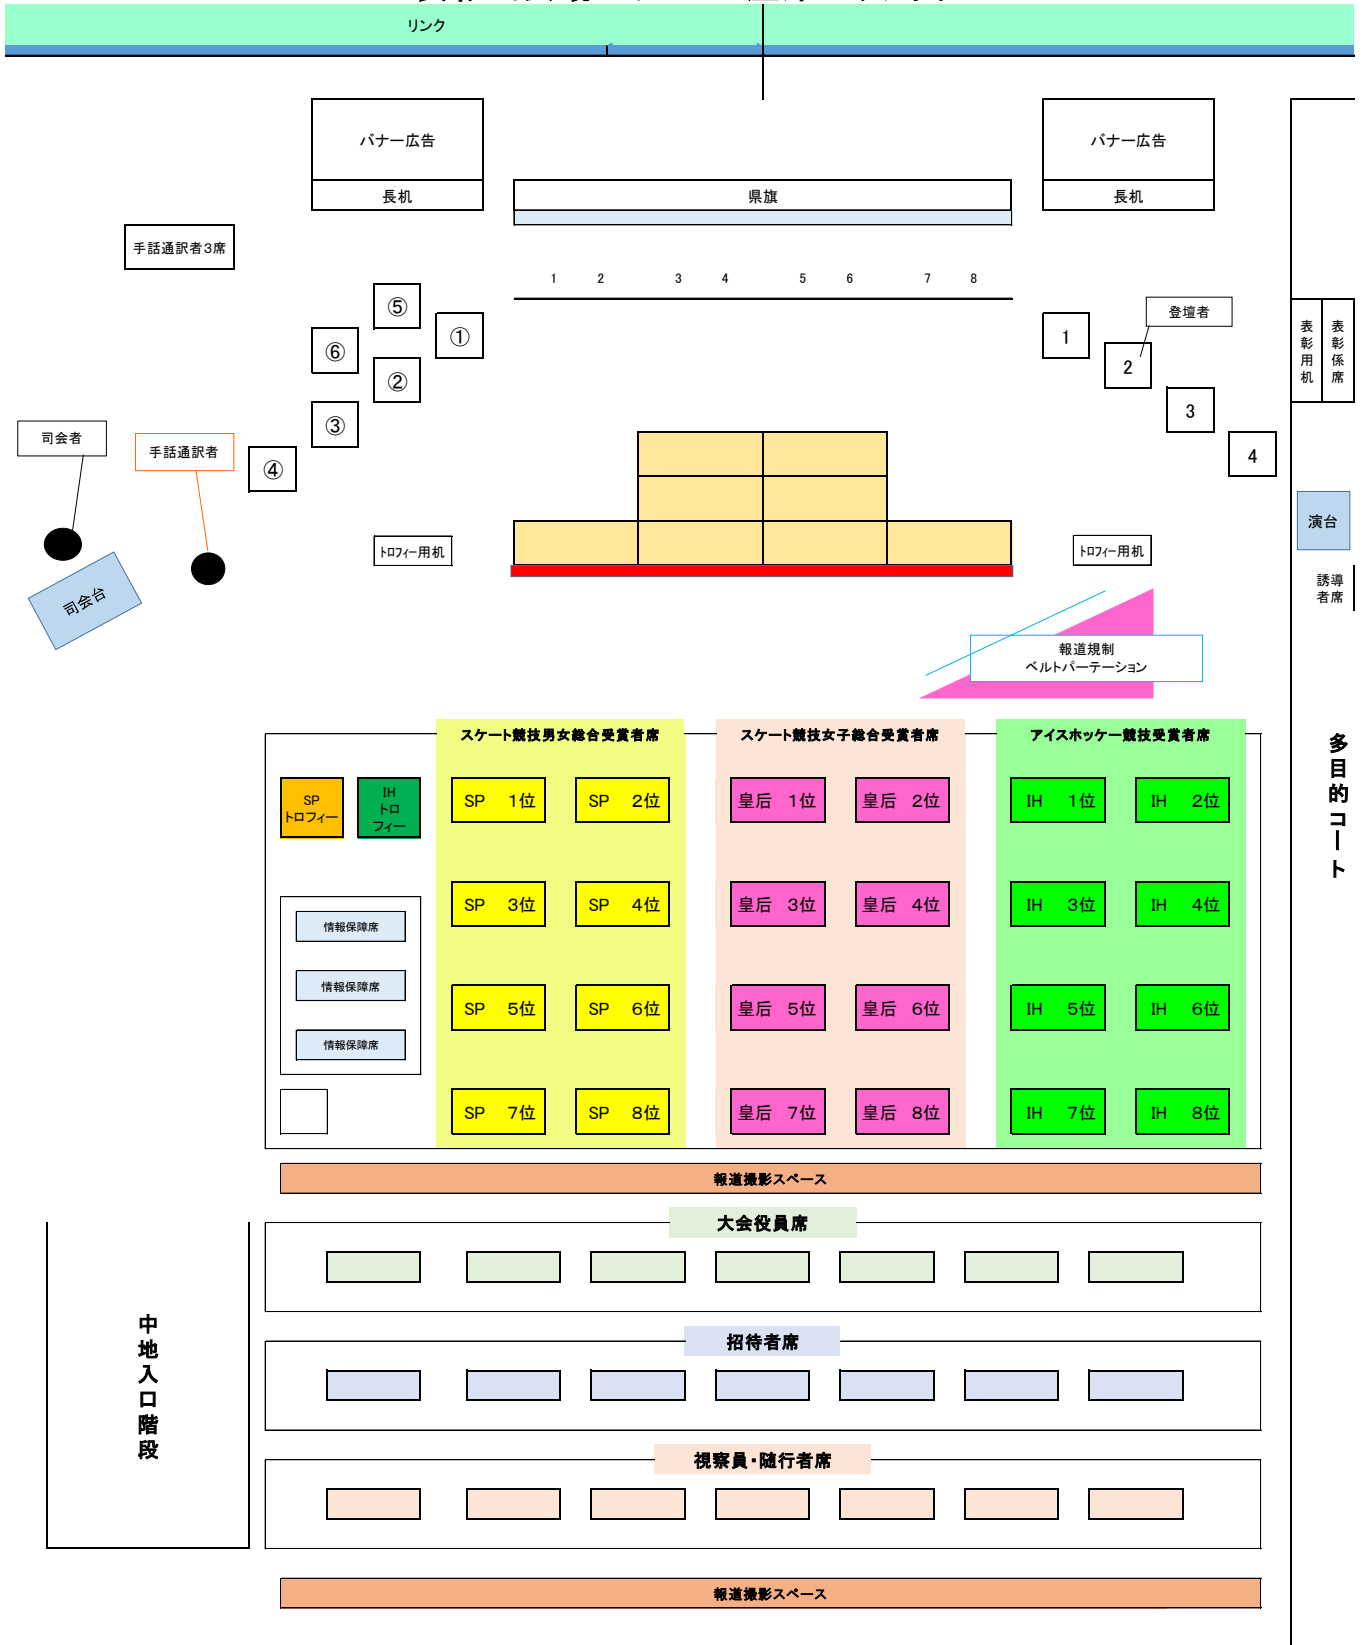 リンク
バナー広告
バナー広告
長机
県旗
長机
手話通訳者3席
1 2 3 4 5 6 7 8
⑤
①
⑥
②
③
④
登壇者
1
2
3
4
表彰用机
表彰係席
司会者
手話通訳者
司会台
トロフィー用机
トロフィー用机
演台
誘導
者席
報道規制
ベルトパーテーション
多目的コート
スケート競技男女総合受賞者席
スケート競技女子総合受賞者席
アイスホッケー競技受賞者席
SP
トロフィー
IH
トロ
フィー
SP 1位 SP 2位 皇后 1位 皇后 2位 IH 1位 IH 2位
SP 3位 SP 4位 皇后 3位 皇后 4位 IH 3位 IH 4位
情報保障席
情報保障席
SP 5位 SP 6位 皇后 5位 皇后 6位 IH 5位 IH 6位
情報保障席
SP 7位 SP 8位 皇后 7位 皇后 8位 IH 7位 IH 8位
報道撮影スペース
大会役員席
中地入口階段
招待者席
視察員・随行者席
報道撮影スペース